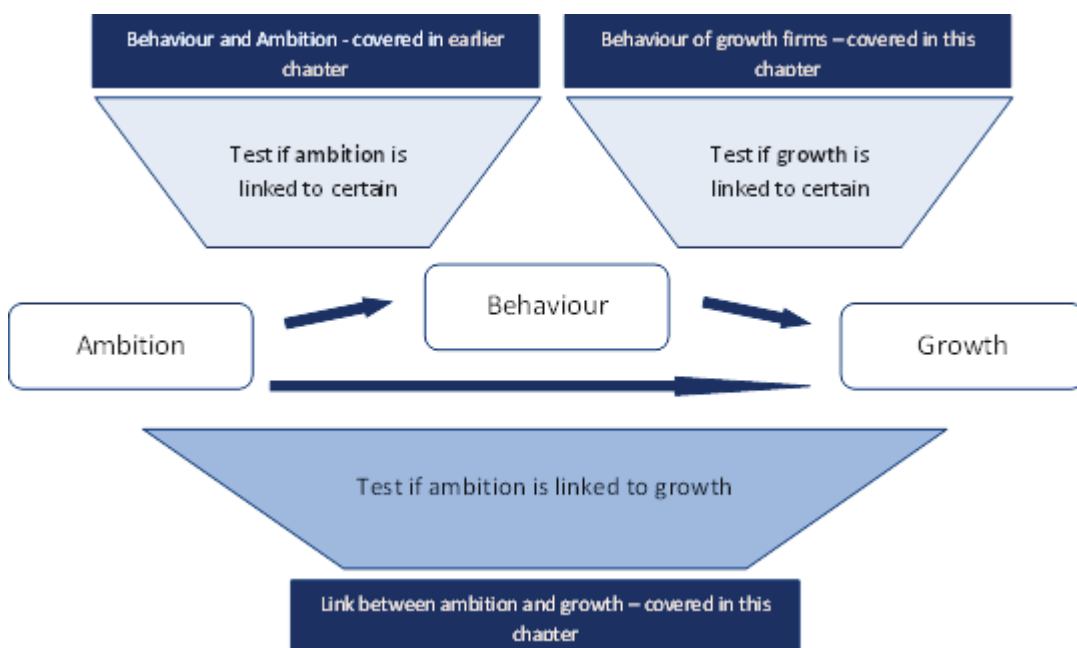 Behaviour and Ambition - covered in earlier
chapter
Behaviour of growth firms – covered in this
chapter
Test if ambition is
linked to certain
Test if growth is
linked to certain
Ambition
Behaviour
Growth
Test if ambition is linked to growth
Link between ambition and growth – covered in this
chapter